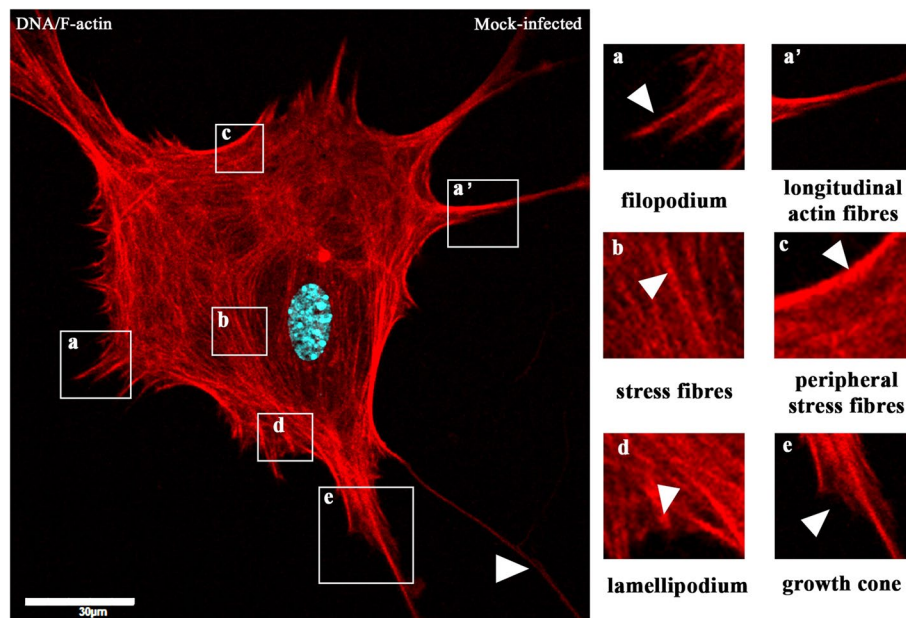 DNA/F-actin
Mock-infected
c
a'
b
a
d
e
30μm
a
a'
filopodium
longitudinal
actin fibres
b
c
stress fibres
peripheral
stress fibres
d
e
lamellipodium
growth cone